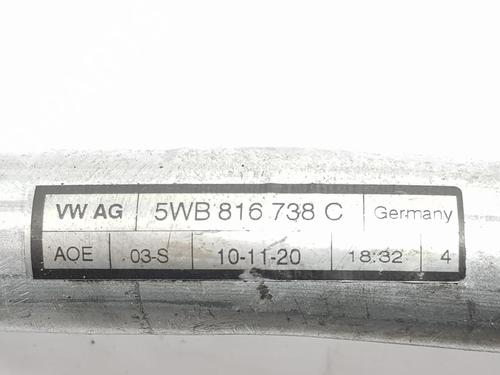 VW AG 5WB 816 738 C Germany
AOE 03-S 10-11-20 18:32 4